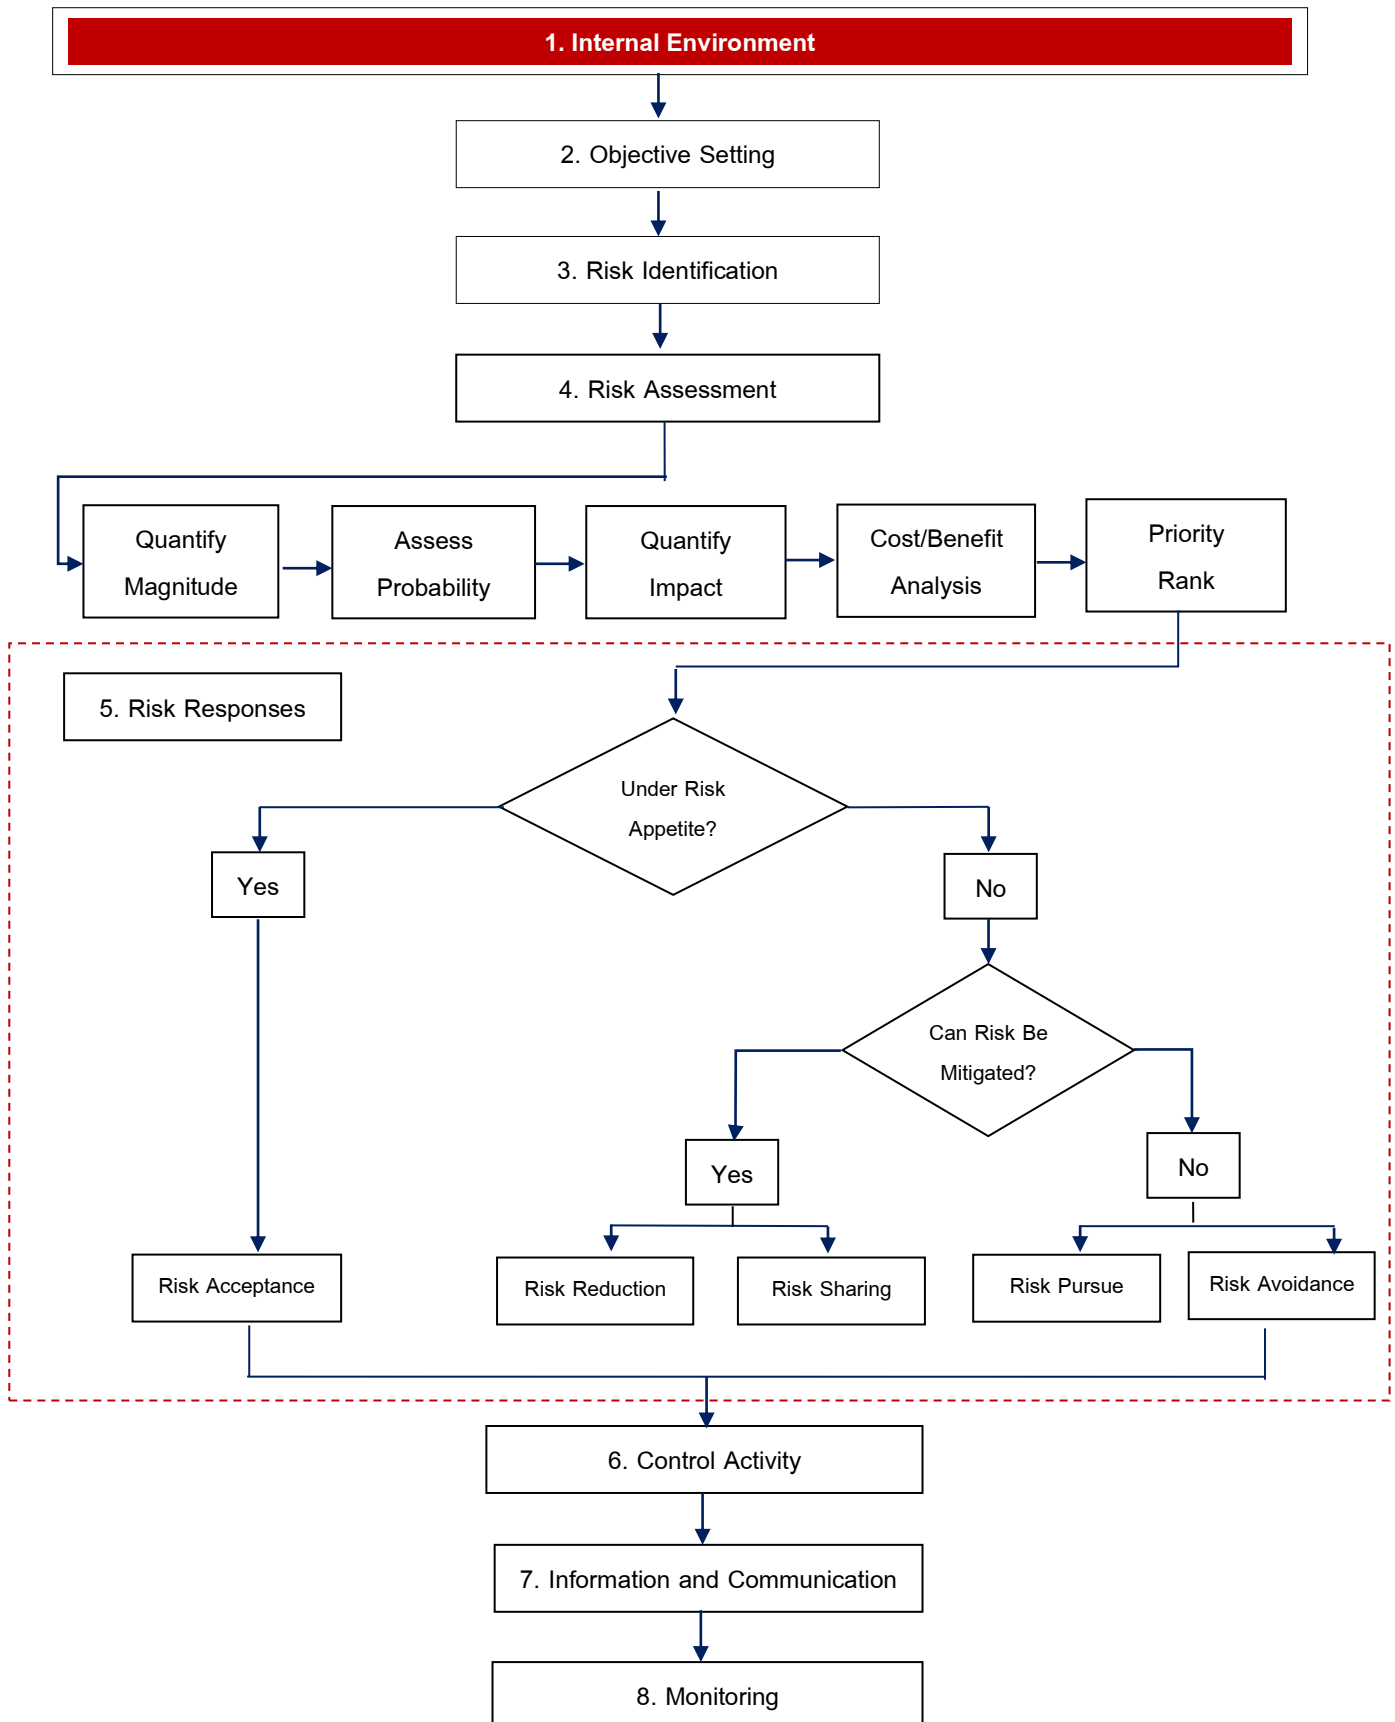 1. Internal Environment
2. Objective Setting
3. Risk Identification
4. Risk Assessment
Quantify
Magnitude
Assess
Probability
Quantify
Impact
Cost/Benefit
Analysis
Priority
Rank
5. Risk Responses
Under Risk
Appetite?
Yes
No
Can Risk Be
Mitigated?
Yes
No
Risk Acceptance
Risk Reduction
Risk Sharing
Risk Pursue
Risk Avoidance
6. Control Activity
7. Information and Communication
8. Monitoring